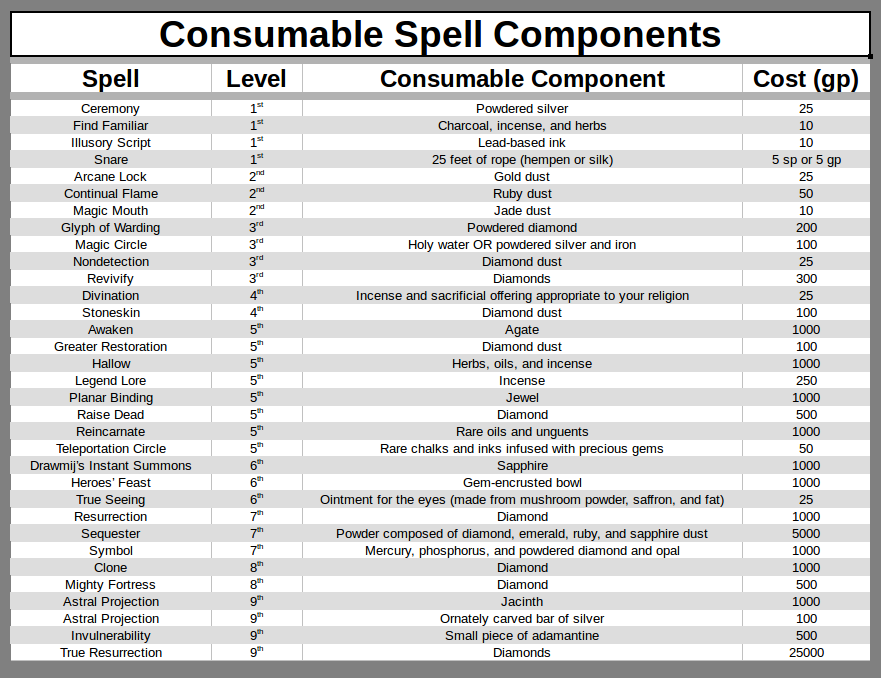 Consumable Spell Components
Spell Level Consumable Component Cost (gp)
Ceremony 1st Powdered silver 25
Find Familiar 1st Charcoal, incense, and herbs 10
Illusory Script 1st Lead-based ink 10
Snare 1st 25 feet of rope (hempen or silk) 5 sp or 5 gp
Arcane Lock 2nd Gold dust 25
Continual Flame 2nd Ruby dust 50
Magic Mouth 2nd Jade dust 10
Glyph of Warding 3rd Powdered diamond 200
Magic Circle 3rd Holy water OR powdered silver and iron 100
Nondetection 3rd Diamond dust 25
Revivify 3rd Diamonds 300
Divination 4th Incense and sacrificial offering appropriate to your religion 25
Stoneskin 4th Diamond dust 100
Awaken 5th Agate 1000
Greater Restoration 5th Diamond dust 100
Hallow 5th Herbs, oils, and incense 1000
Legend Lore 5th Incense 250
Planar Binding 5th Jewel 1000
Raise Dead 5th Diamond 500
Reincarnate 5th Rare oils and unguents 1000
Teleportation Circle 5th Rare chalks and inks infused with precious gems 50
Drawmij's Instant Summons 6th Sapphire 1000
Heroes' Feast 6th Gem-encrusted bowl 1000
True Seeing 6th Ointment for the eyes (made from mushroom powder, saffron, and fat) 25
Resurrection 7th Diamond 1000
Sequester 7th Powder composed of diamond, emerald, ruby, and sapphire dust 5000
Symbol 7th Mercury, phosphorus, and powdered diamond and opal 1000
Clone 8th Diamond 1000
Mighty Fortress 8th Diamond 500
Astral Projection 9th Jacinth 1000
Astral Projection 9th Ornately carved bar of silver 100
Invulnerability 9th Small piece of adamantine 500
True Resurrection 9th Diamonds 25000